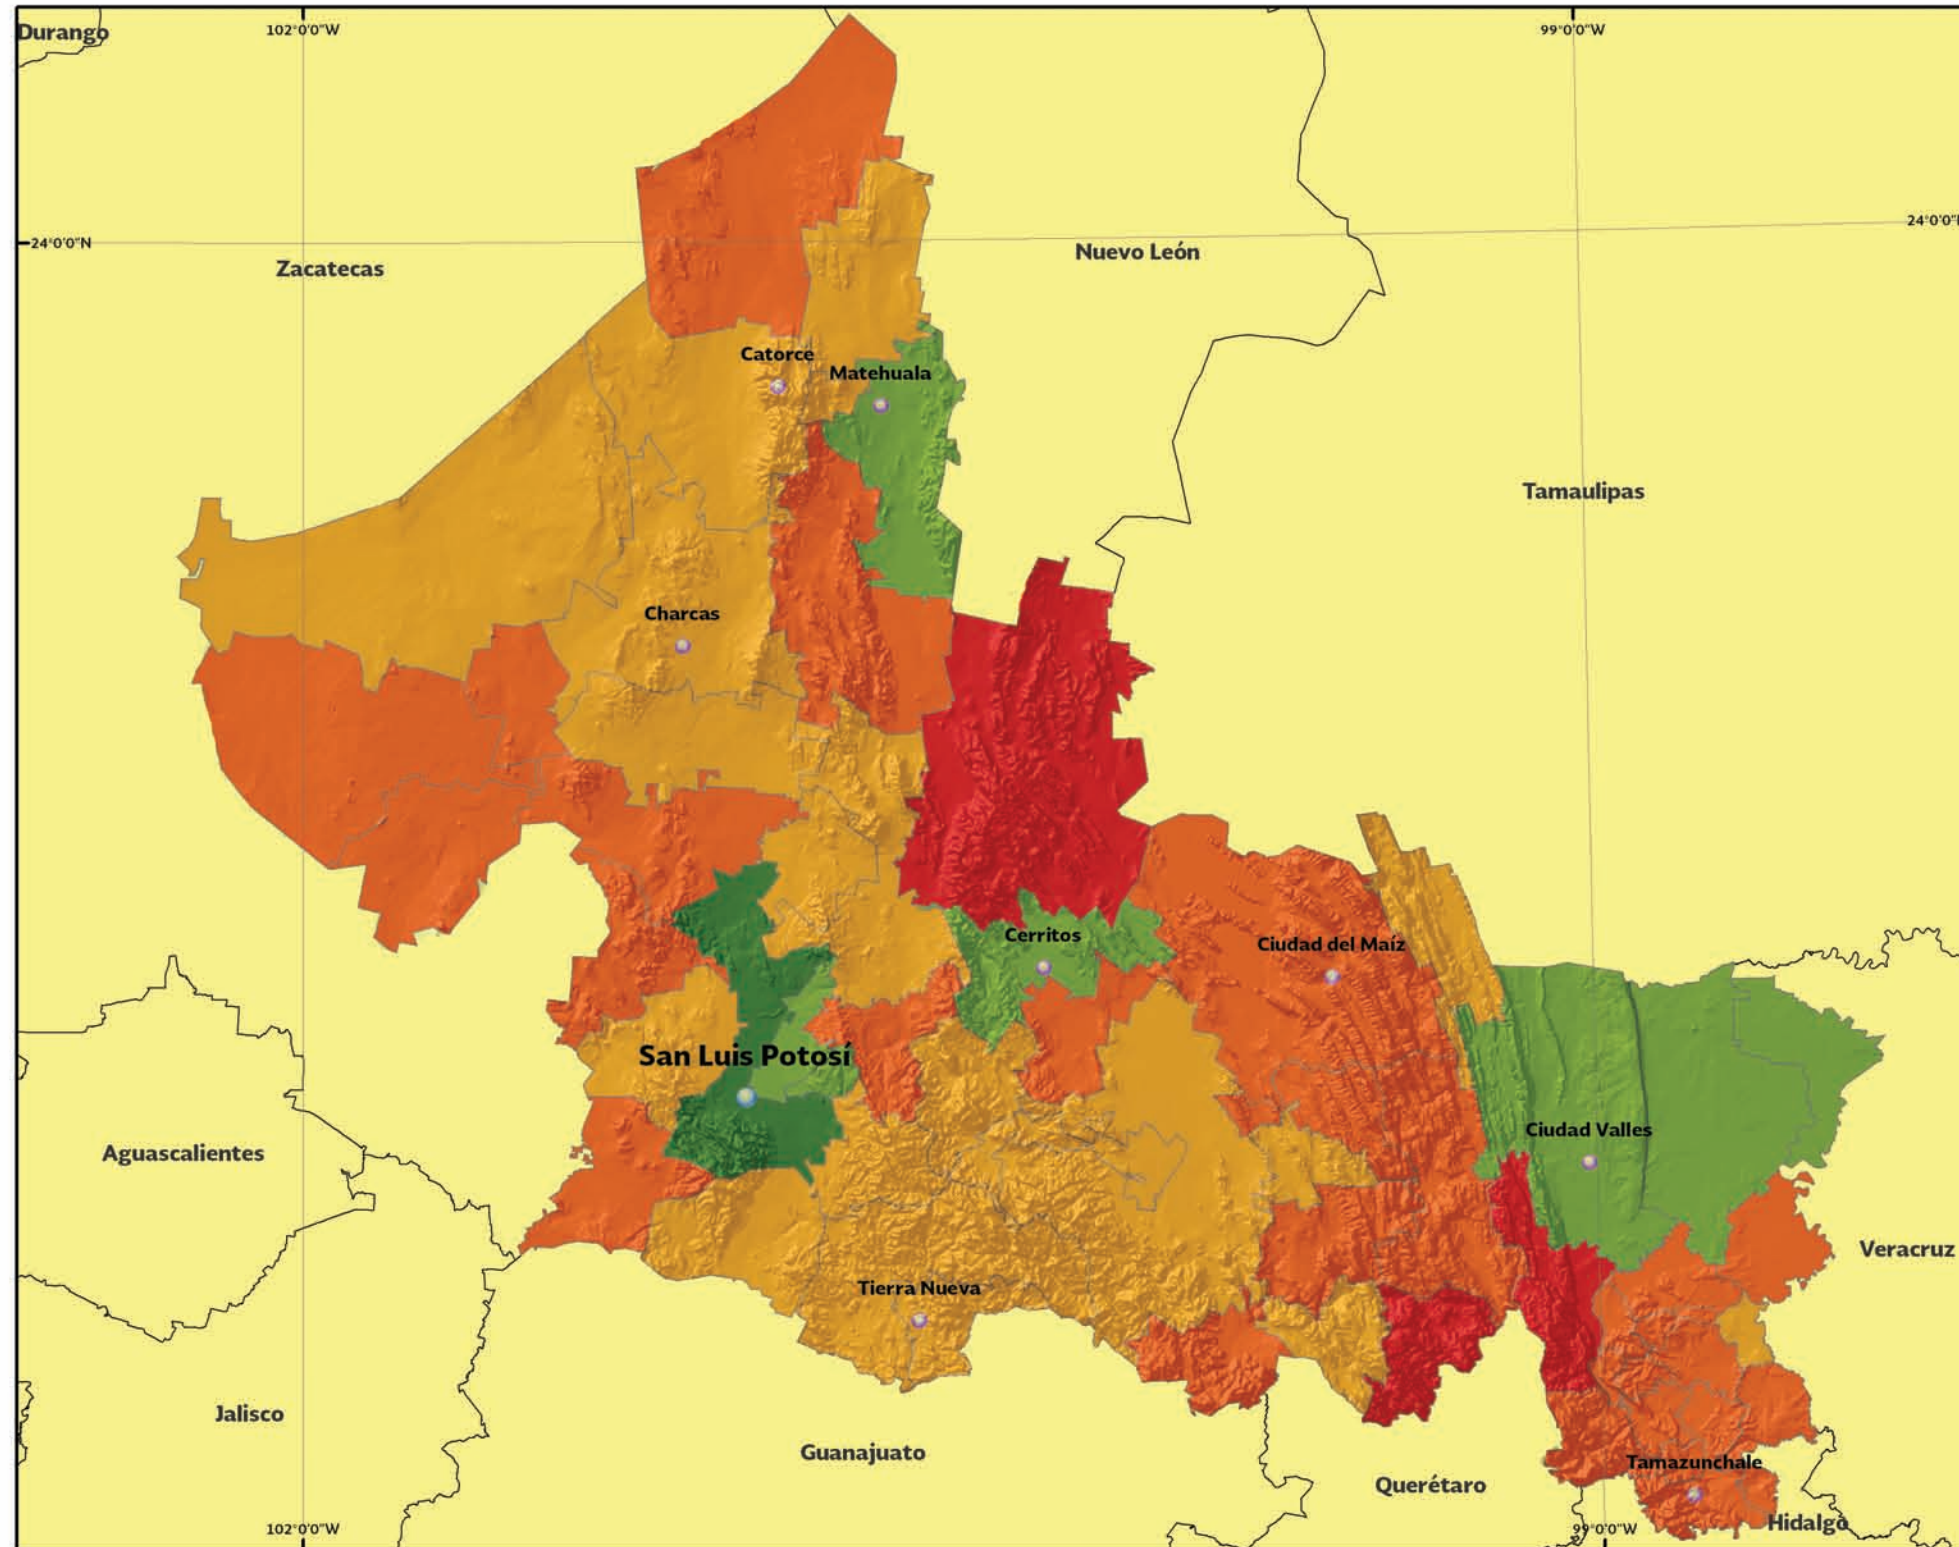 Durango
102°0'0"W
99°0'0"W
24°0'0"N
24°0'0"
Zacatecas
Nuevo León
Catorce
Matehuala
Tamaulipas
Charcas
Cerritos
Ciudad del Maíz
San Luis Potosí
Ciudad Valles
Aguascalientes
Veracruz
Tierra Nueva
Jalisco
Guanajuato
Querétaro
Tamazunchale
Hidalgo
102°0'0"W
99°0'0"W